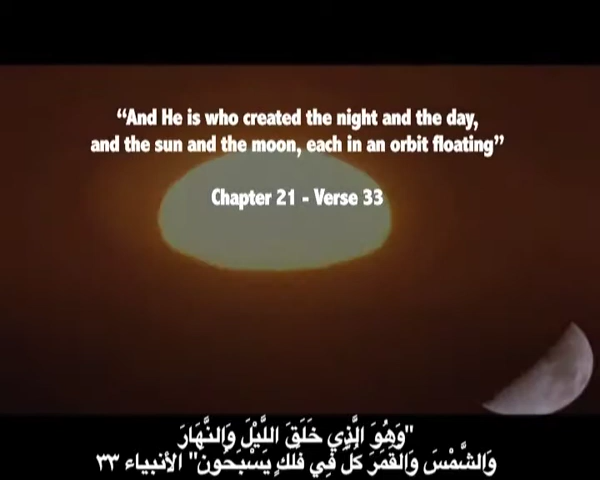 “And He is who created the night and the day,
and the sun and the moon, each in an orbit floating”
Chapter 21 - Verse 33
"وَهُوَ الَّذِي خَلَقَ اللَّيْلَ وَالنَّهَارَ
وَالشَّمْسَ وَالقَمَرَ كُلٌ فِي فَلَكٍ يَسْبَحُون" الأنبياء ٣٣